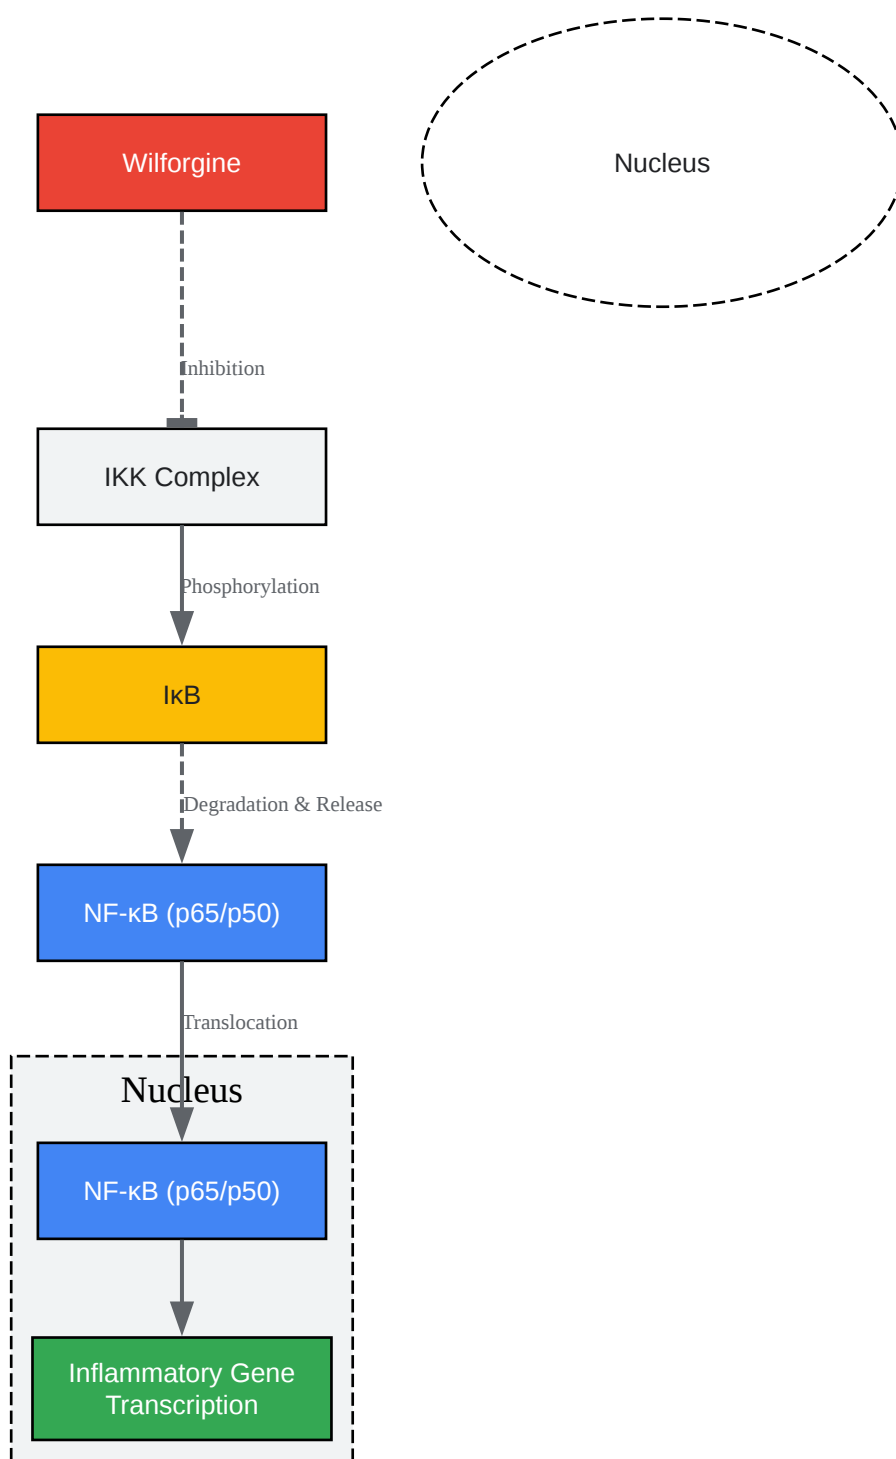 Wilforgine
Nucleus
Inhibition
IKK Complex
Phosphorylation
IκB
Degradation & Release
NF-κB (p65/p50)
Translocation
Nucleus
NF-κB (p65/p50)
Inflammatory Gene
Transcription